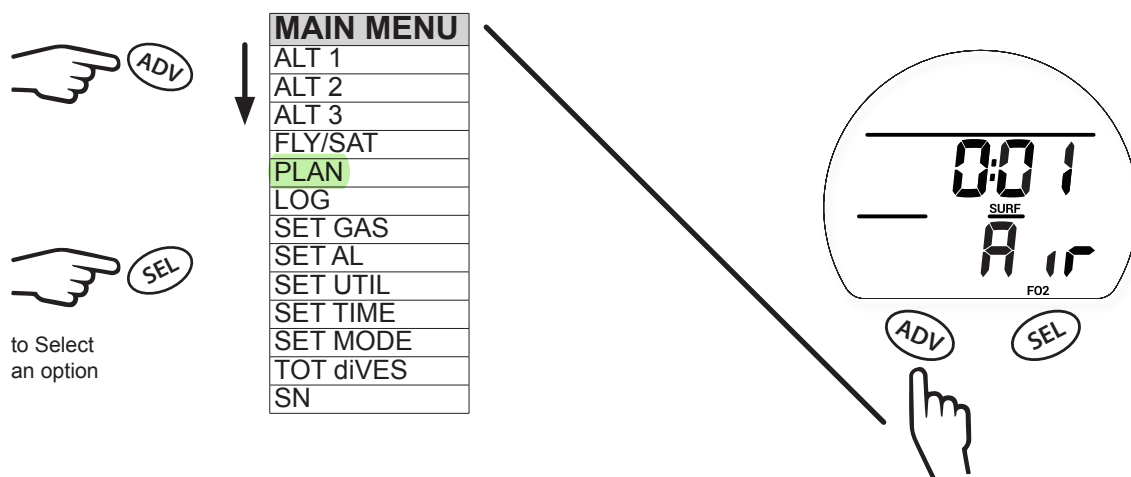 ADV
SEL
to Select
an option
MAIN MENU
ALT 1
ALT 2
ALT 3
FLY/SAT
PLAN
LOG
SET GAS
SET AL
SET UTIL
SET TIME
SET MODE
TOT diVES
SN
0:01
SURF
Air
FO2
ADV
SEL